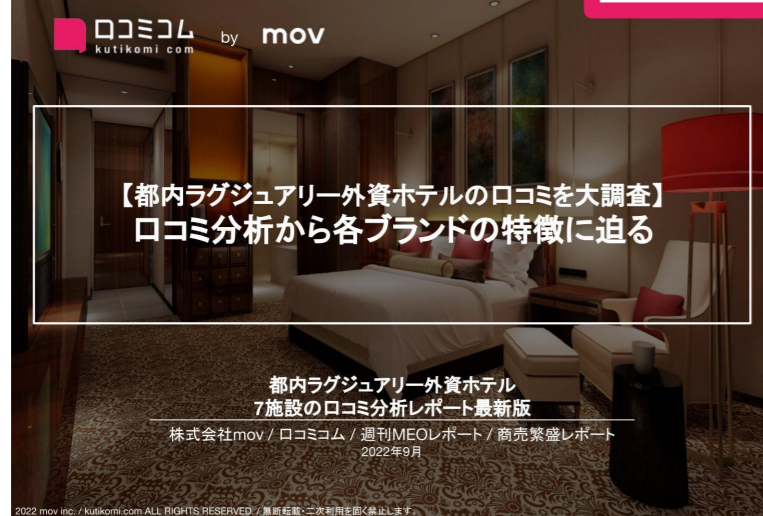 口コミコム
kutikomi com
by mov
【都内ラグジュアリー外資ホテルの口コミを大調査】
口コミ分析から各ブランドの特徴に迫る
都内ラグジュアリー外資ホテル
7施設の口コミ分析レポート最新版
株式会社mov / 口コミコム / 週刊MEOレポート / 商売繁盛レポート
2022年9月
2022 mov inc. / kutikomi.com ALL RIGHTS RESERVED. / 無断転載・二次利用を固く禁止します。